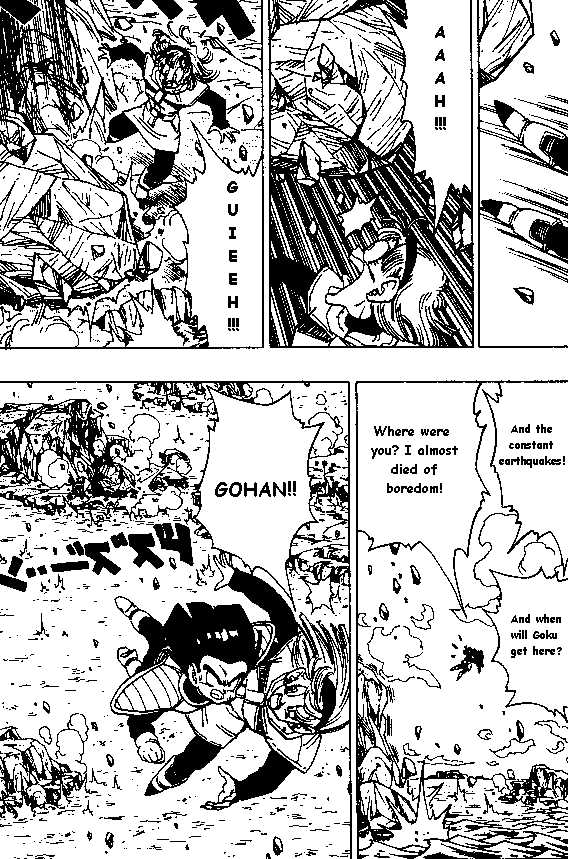 AAAH!!!
GUIEEH!!!
Where were
you? I almost
died of
boredom!
And the
constant
earthquakes!
And when
will Goku
get here?
GOHAN!!